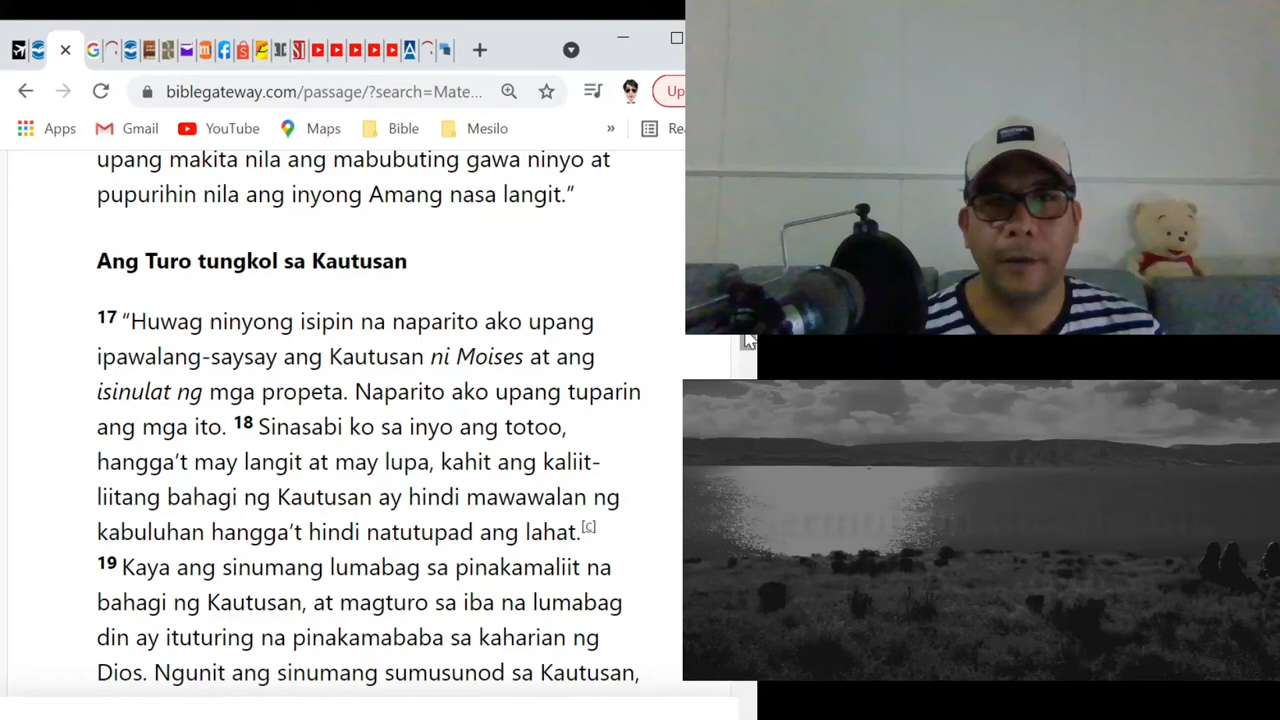 biblegateway.com/passage/?search=Mate...
Up
Apps
Gmail
YouTube
Maps
Bible
Mesilo
»
Rea
upang makita nila ang mabubuting gawa ninyo at
pupurihin nila ang inyong Amang nasa langit.”
Ang Turo tungkol sa Kautusan
17 “Huwag ninyong isipin na naparito ako upang
ipawalang-saysay ang Kautusan ni Moises at ang
isinulat ng mga propeta. Naparito ako upang tuparin
ang mga ito. 18 Sinasabi ko sa inyo ang totoo,
hangga’t may langit at may lupa, kahit ang kaliit-
liitang bahagi ng Kautusan ay hindi mawawalan ng
kabuluhan hangga’t hindi natutupad ang lahat.[c]
19 Kaya ang sinumang lumabag sa pinakamaliit na
bahagi ng Kautusan, at magturo sa iba na lumabag
din ay ituturing na pinakamababa sa kaharian ng
Dios. Ngunit ang sinumang sumusunod sa Kautusan,